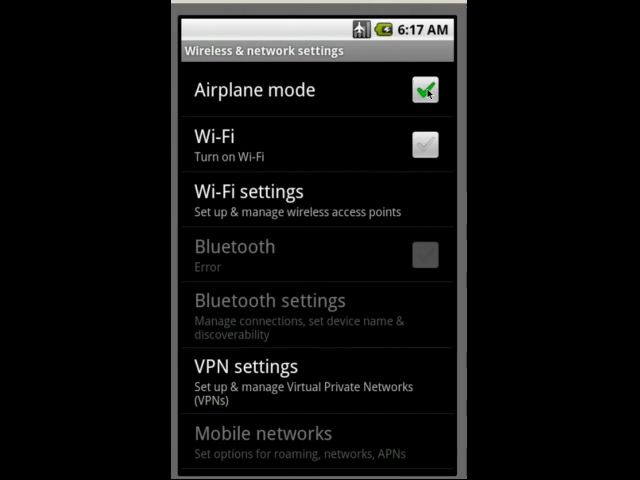 6:17 AM
Wireless & network settings
Airplane mode
Wi-Fi
Turn on Wi-Fi
Wi-Fi settings
Set up & manage wireless access points
Bluetooth
Error
Bluetooth settings
Manage connections, set device name &
discoverability
VPN settings
Set up & manage Virtual Private Networks
(VPNs)
Mobile networks
Set options for roaming, networks, APNs